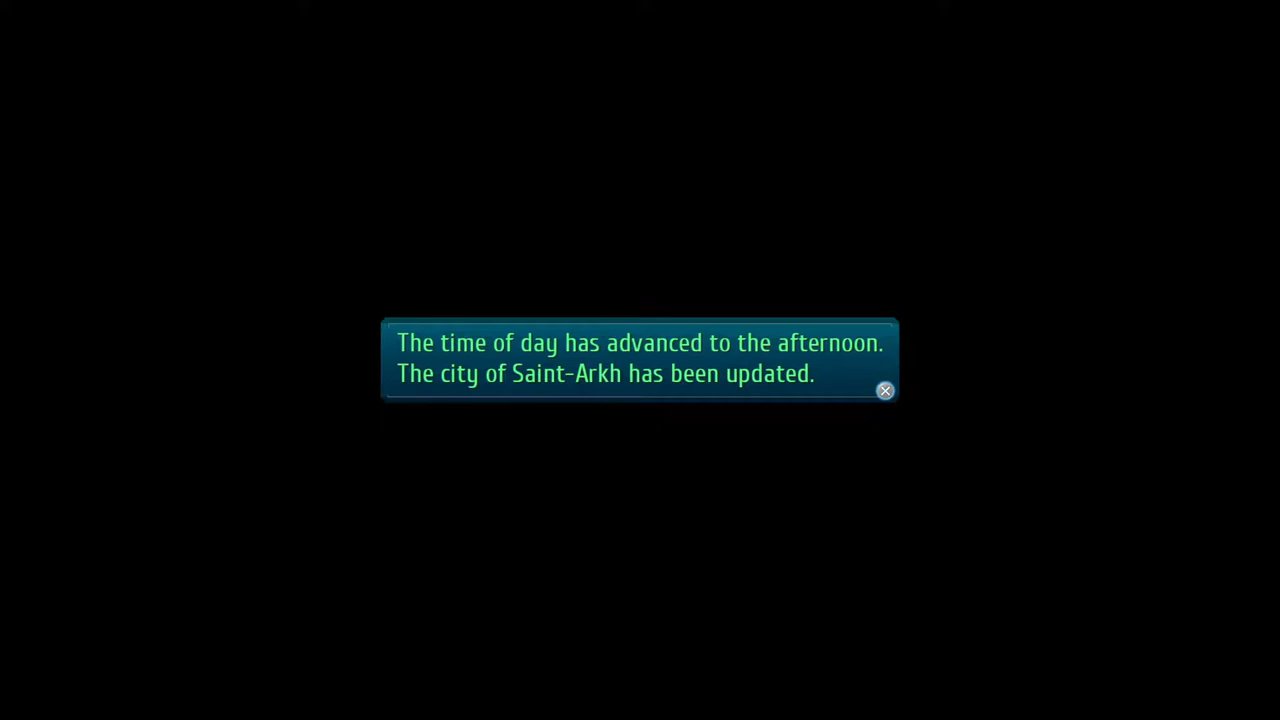 The time of day has advanced to the afternoon.
The city of Saint-Arkh has been updated.